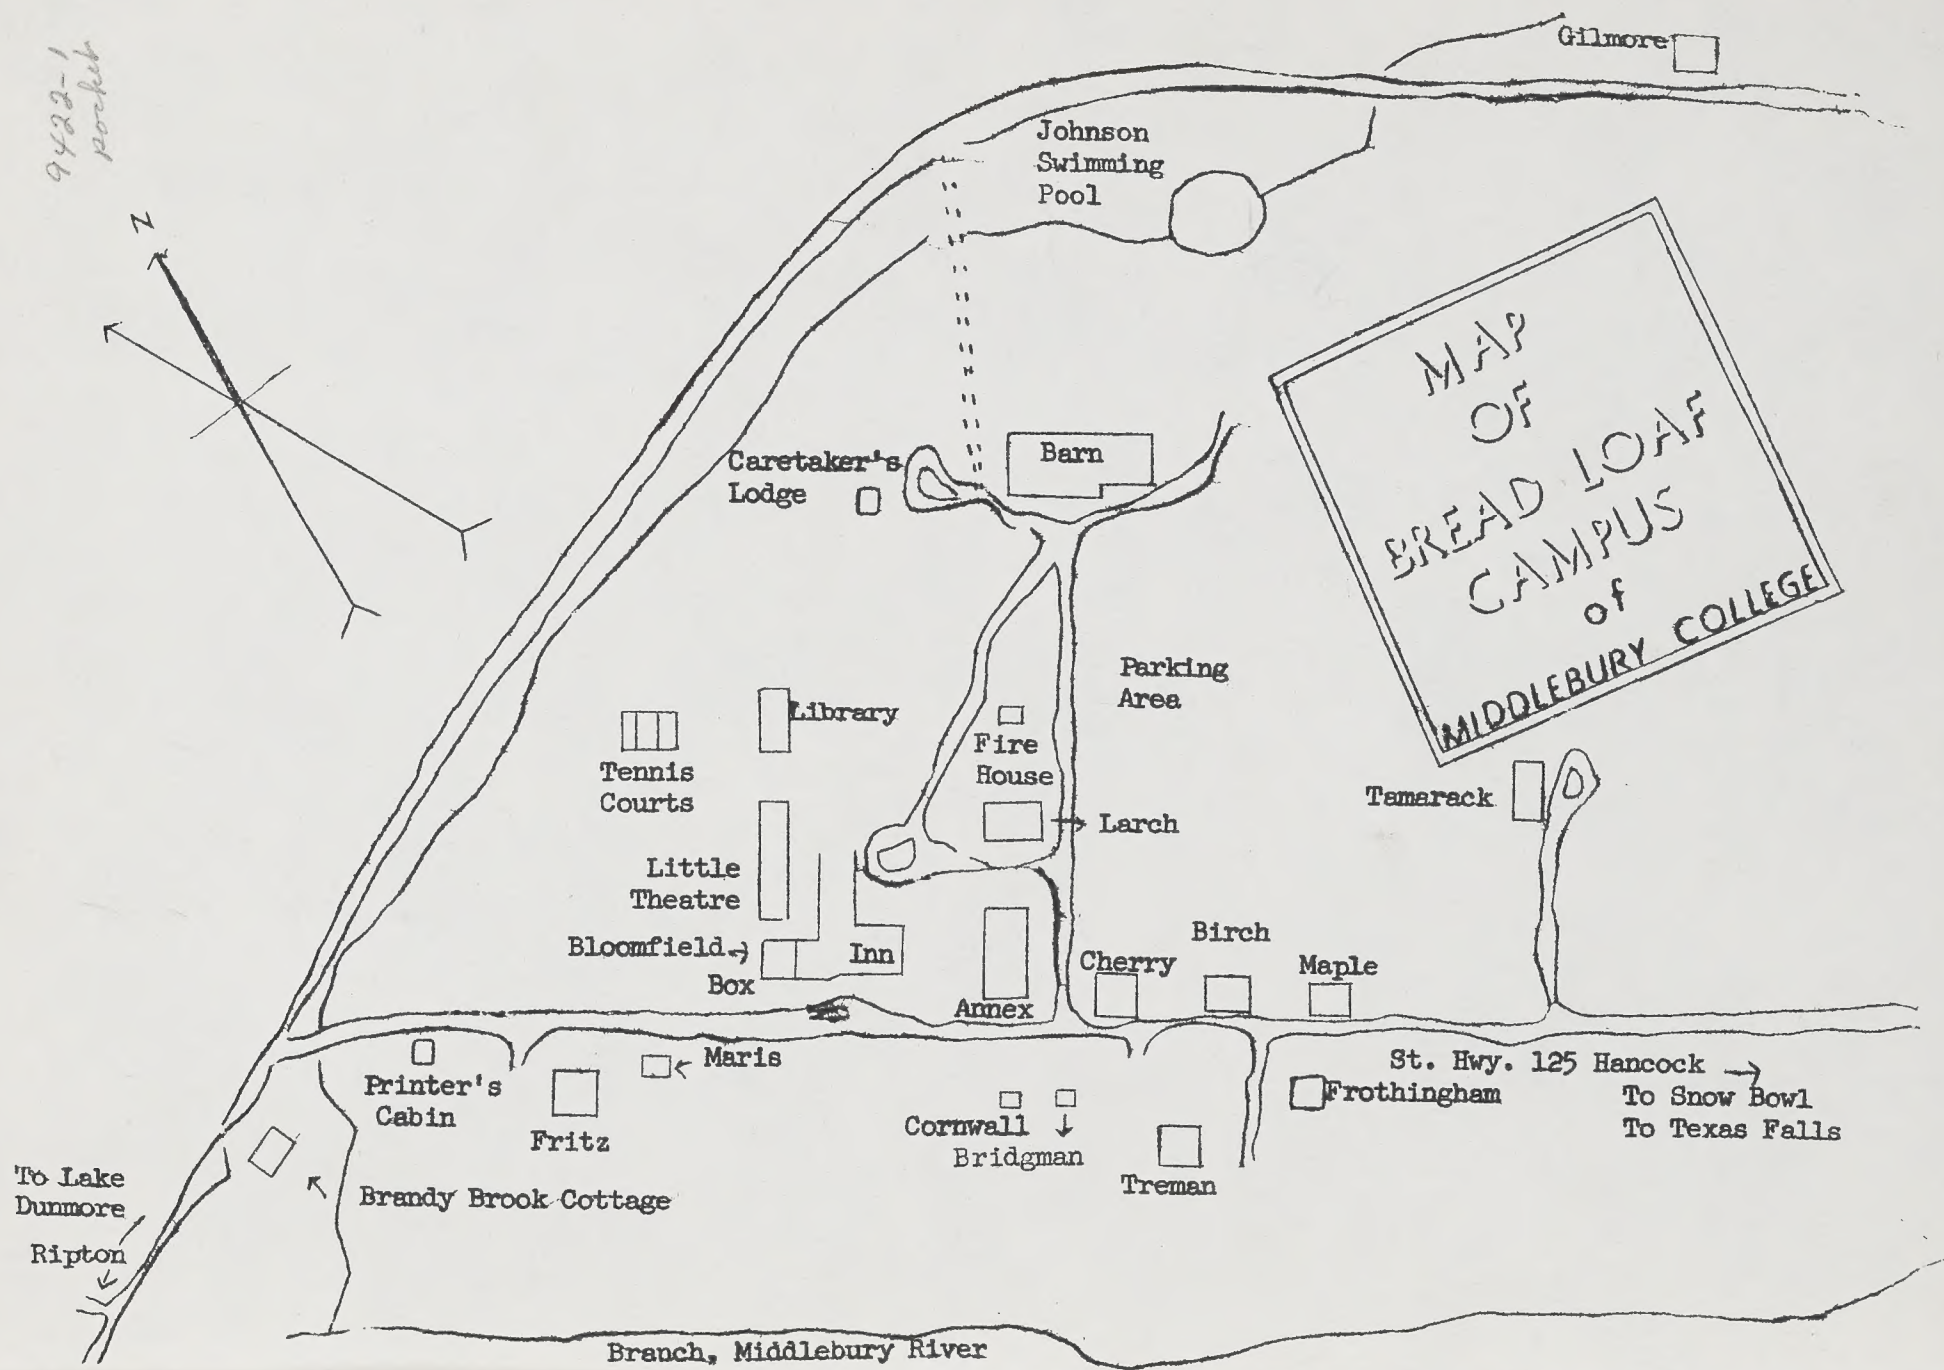 9422-1
pocket
Gilmore
Johnson
Swimming
Pool
N
MAP
OF
BREAD LOAF
CAMPUS
of
MIDDLEBURY COLLEGE
Caretaker's
Lodge
Barn
Parking
Area
Library
Fire
House
Tennis
Courts
Tamarack
Larch
Little
Theatre
Bloomfield
Box
Inn
Annex
Cherry
Birch
Maple
Printer's
Cabin
Maris
Fritz
St. Hwy. 125 Hancock
Frothingham
To Snow Bowl
To Texas Falls
Cornwall
Bridgman
Treman
To Lake
Dunmore
Ripton
Brandy Brook Cottage
Branch, Middlebury River